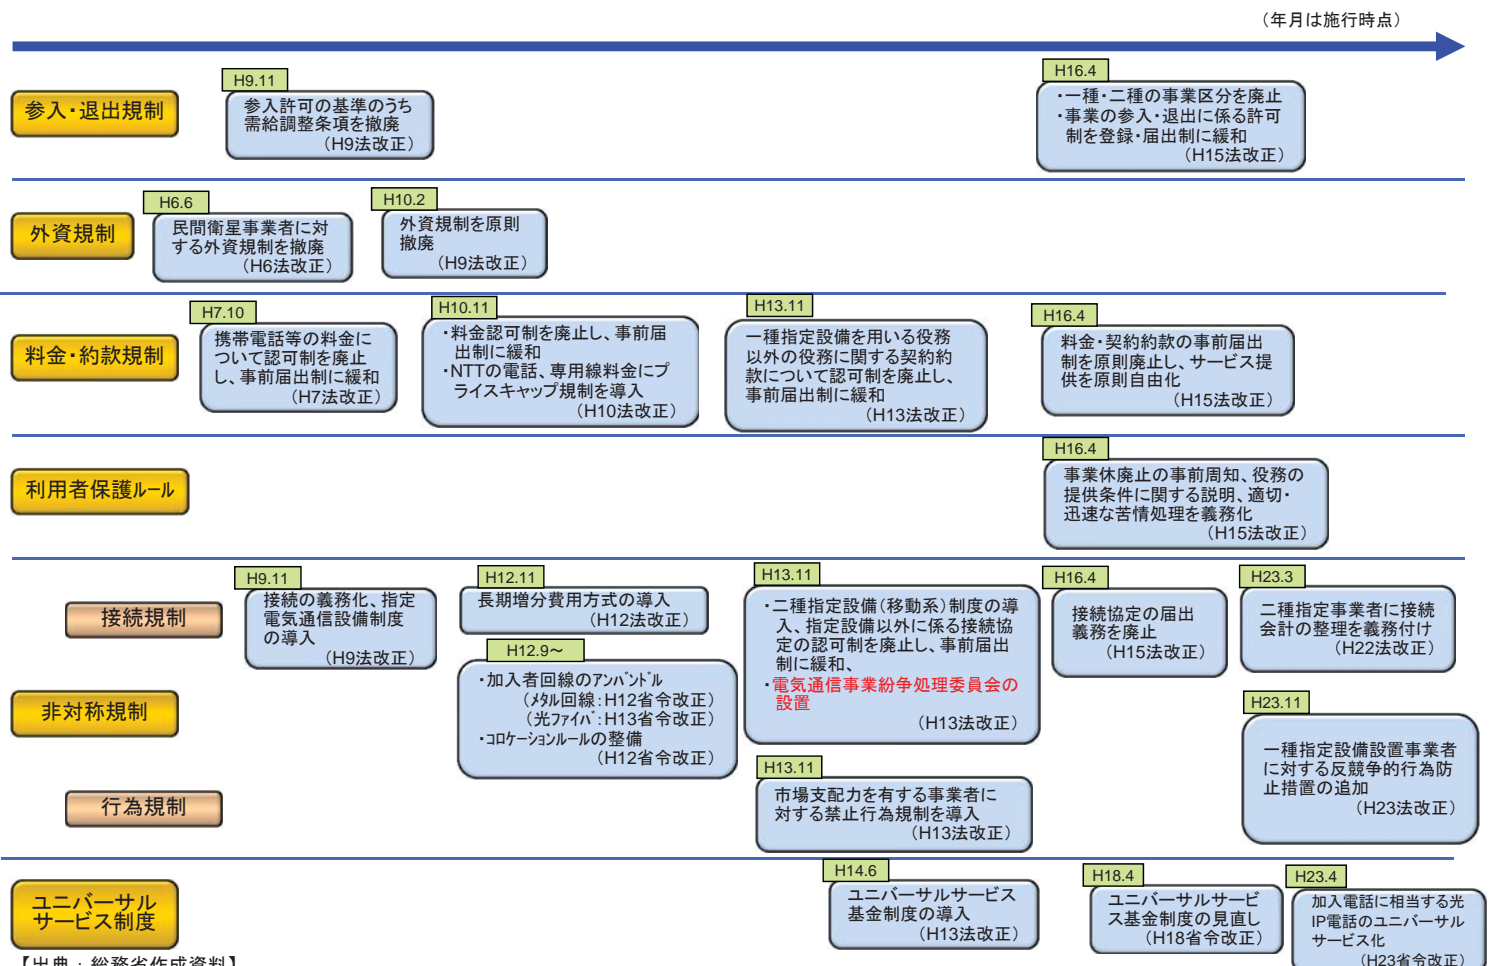 （年月は施行時点）
参入・退出規制
H9.11
参入許可の基準のうち
需給調整条項を撤廃
（H9法改正）
H16.4
・一種・二種の事業区分を廃止
・事業の参入・退出に係る許可
制を登録・届出制に緩和
（H15法改正）
外資規制
H6.6
民間衛星事業者に対
する外資規制を撤廃
（H6法改正）
H10.2
外資規制を原則
撤廃
（H9法改正）
料金・約款規制
H7.10
携帯電話等の料金に
ついて認可制を廃止
し、事前届出制に緩和
（H7法改正）
H10.11
・料金認可制を廃止し、事前届
出制に緩和
・NTTの電話、専用線料金にプ
ライスキャップ規制を導入
（H10法改正）
H13.11
一種指定設備を用いる役務
以外の役務に関する契約約
款について認可制を廃止し、
事前届出制に緩和
（H13法改正）
H16.4
料金・契約約款の事前届出
制を原則廃止し、サービス提
供を原則自由化
（H15法改正）
利用者保護ﾙｰﾙ
H16.4
事業休廃止の事前周知、役務の
提供条件に関する説明、適切・
迅速な苦情処理を義務化
（H15法改正）
接続規制
非対称規制
行為規制
H9.11
接続の義務化、指定
電気通信設備制度
の導入
（H9法改正）
H12.11
長期増分費用方式の導入
（H12法改正）
H12.9～
・加入者回線のｱﾝﾊﾞﾝﾄﾞﾙ
（ﾒﾀﾙ回線：H12省令改正）
（光ﾌｧｲﾊﾞ：H13省令改正）
・ｺﾛｹｰｼｮﾝﾙｰﾙの整備
（H12省令改正）
H13.11
・二種指定設備（移動系）制度の導
入、指定設備以外に係る接続協
定の認可制を廃止し、事前届出
制に緩和、
・電気通信事業紛争処理委員会の
設置
（H13法改正）
H13.11
市場支配力を有する事業者に
対する禁止行為規制を導入
（H13法改正）
H16.4
接続協定の届出
義務を廃止
（H15法改正）
H23.3
二種指定事業者に接続
会計の整理を義務付け
（H22法改正）
H23.11
一種指定設備設置事業者
に対する反競争的行為防
止措置の追加
（H23法改正）
ユニバーサル
サービス制度
H14.6
ユニバーサルサービス
基金制度の導入
（H13法改正）
H18.4
ユニバーサルサービ
ス基金制度の見直し
（H18省令改正）
H23.4
加入電話に相当する光
IP電話のユニバーサル
サービス化
（H23省令改正）
【出典：総務省作成資料】